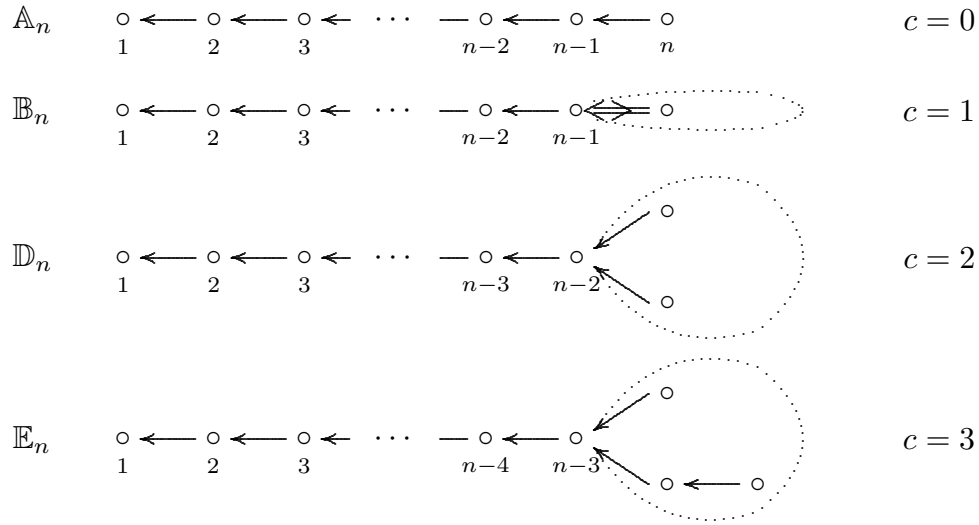 𝔸n 1 2 3 ··· n−2 n−1 n c = 0
𝔹n 1 2 3 ··· n−2 n−1 c = 1
𝔻n 1 2 3 ··· n−3 n−2 c = 2
𝔼n 1 2 3 ··· n−4 n−3 c = 3